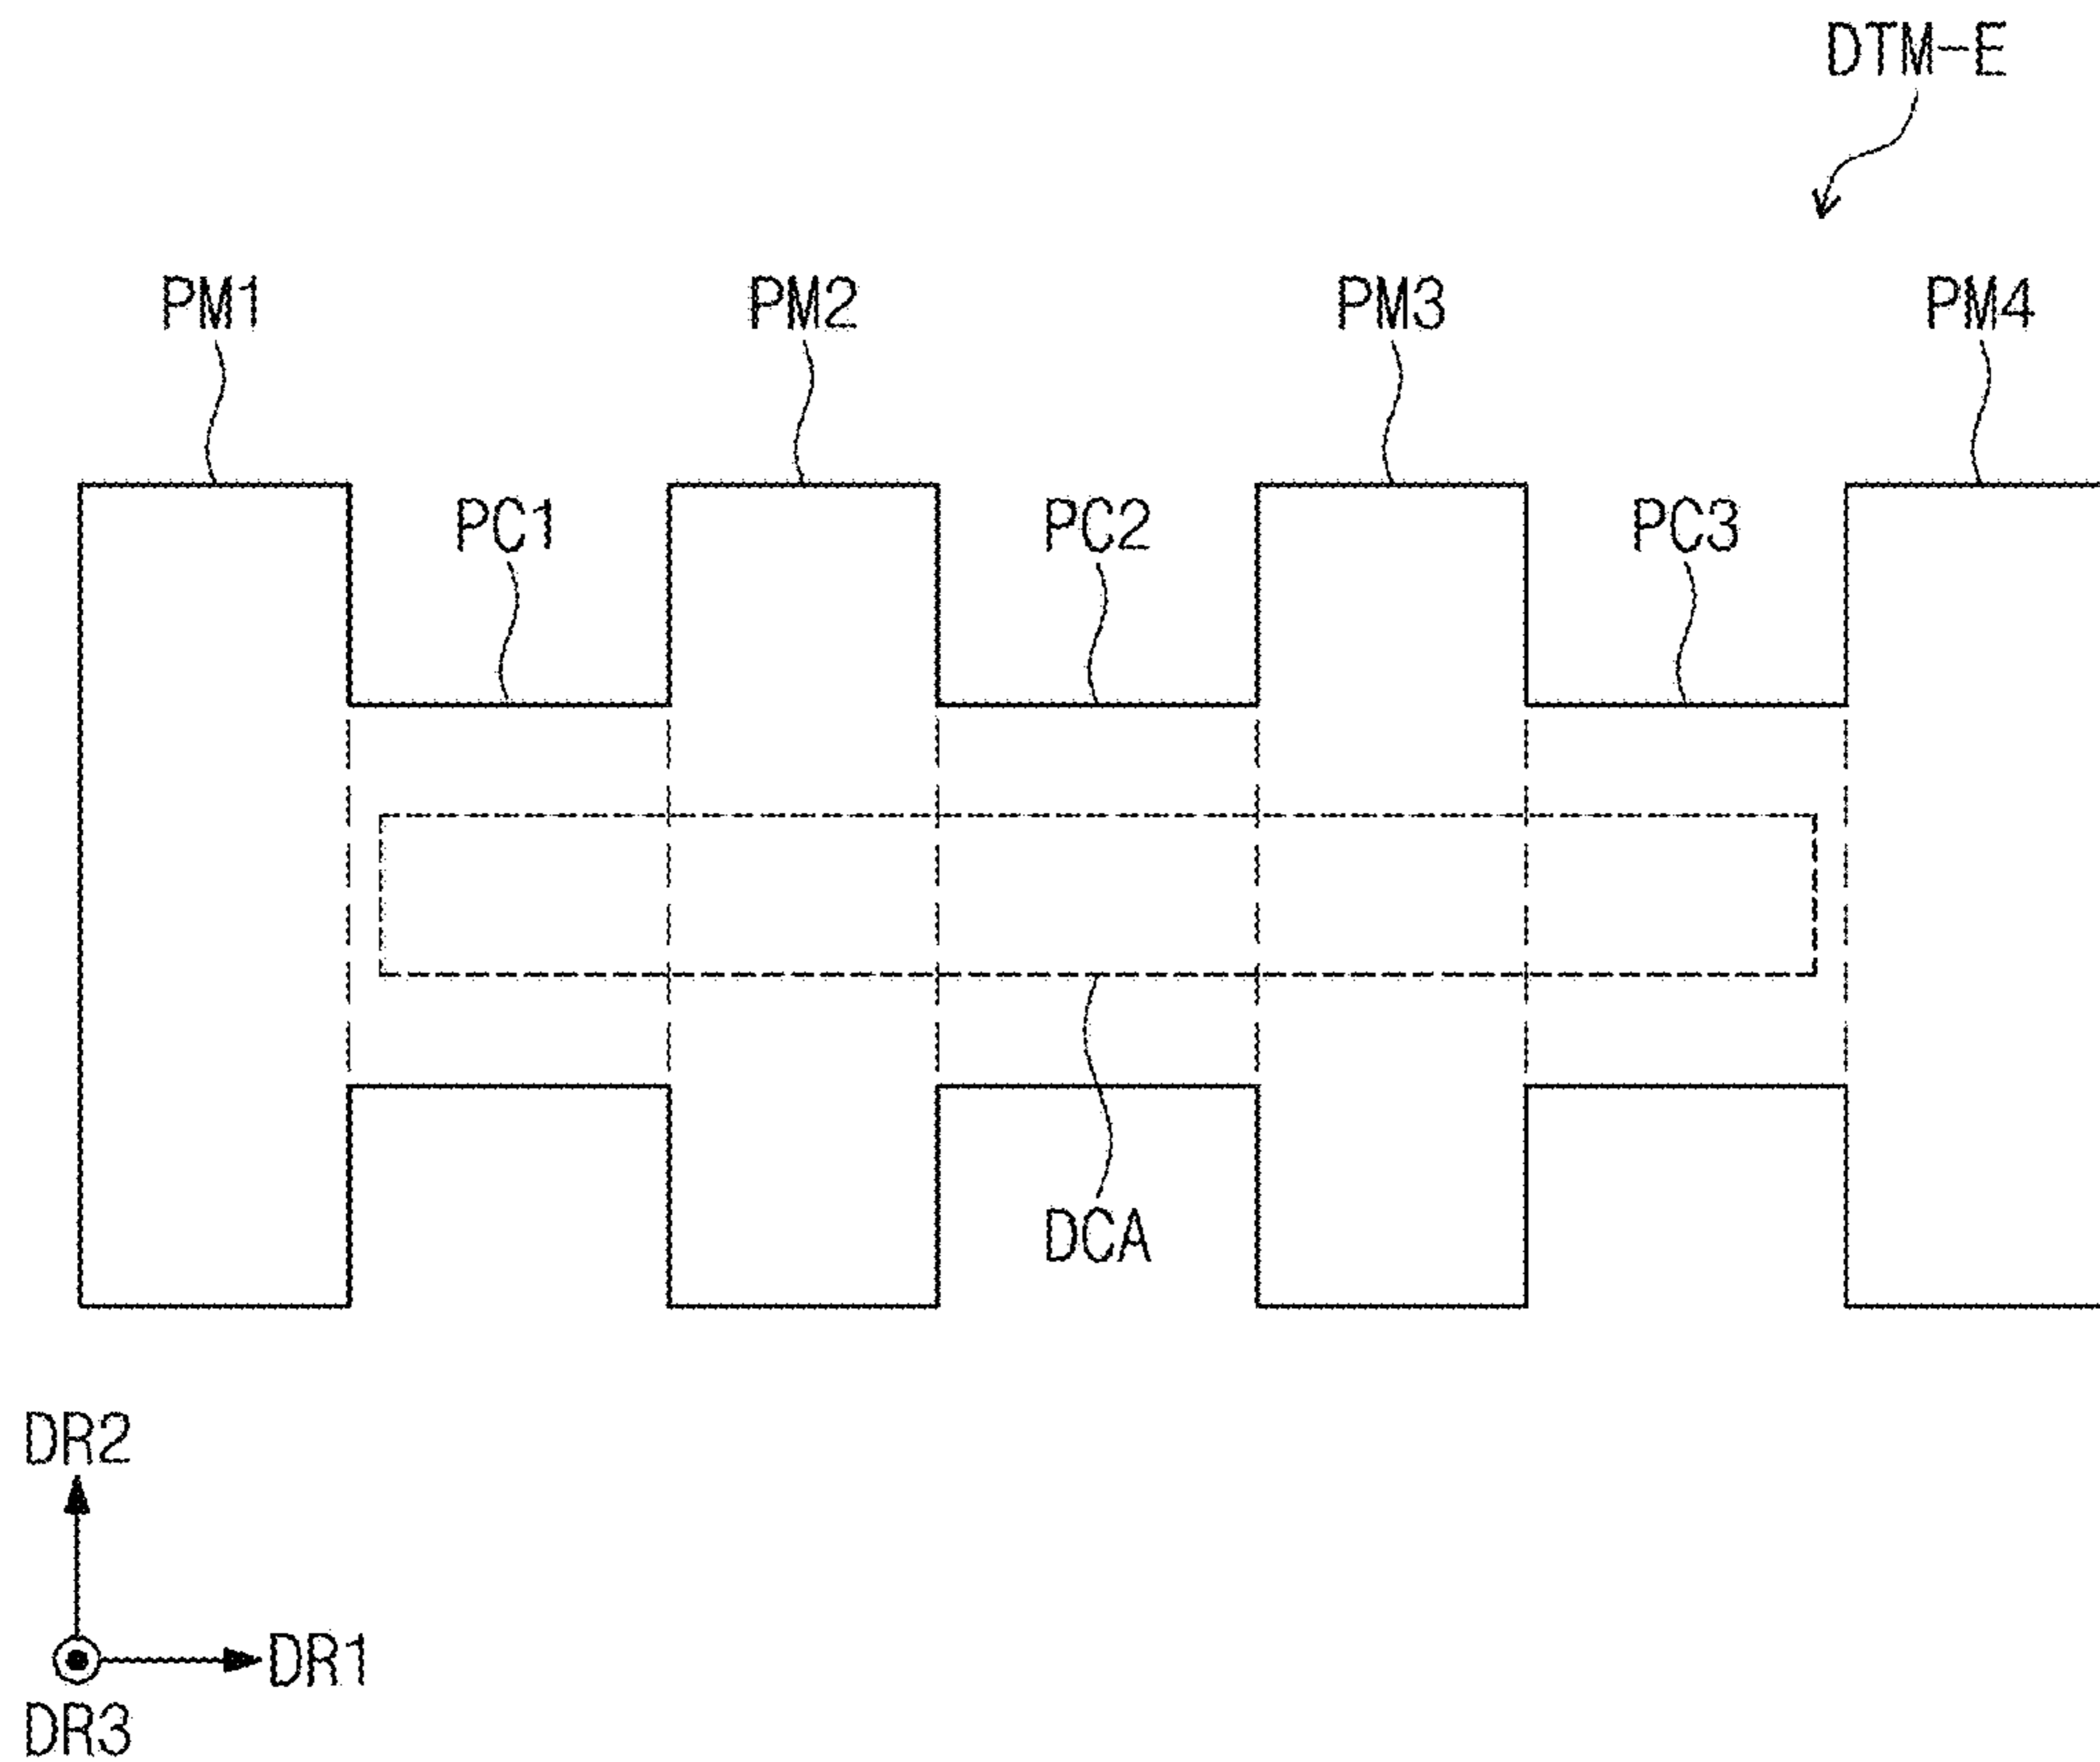 DTM-E
PM1 PM2 PM3 PM4
PC1 PC2 PC3
DCA
DR2
DR1
DR3